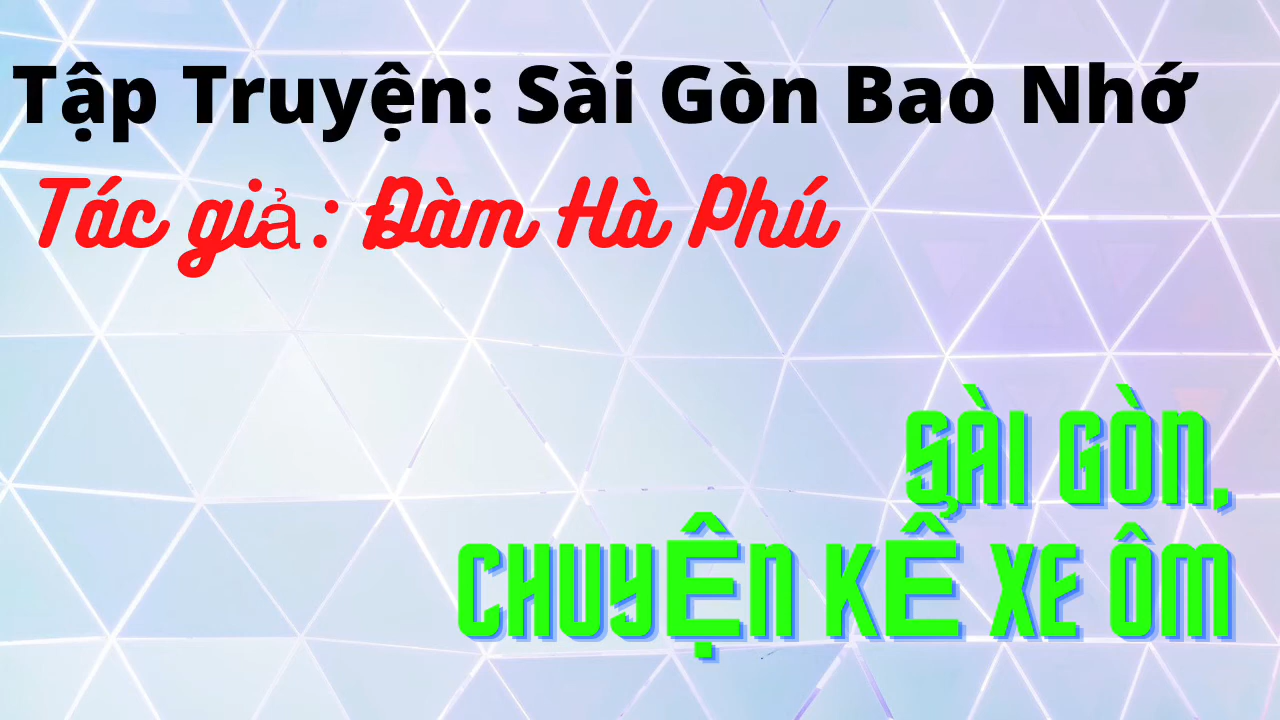 Tập Truyện: Sài Gòn Bao Nhớ
Tác giả: Đàm Hà Phú
SÀI GÒN,
CHUYỆN KỂ XE ÔM